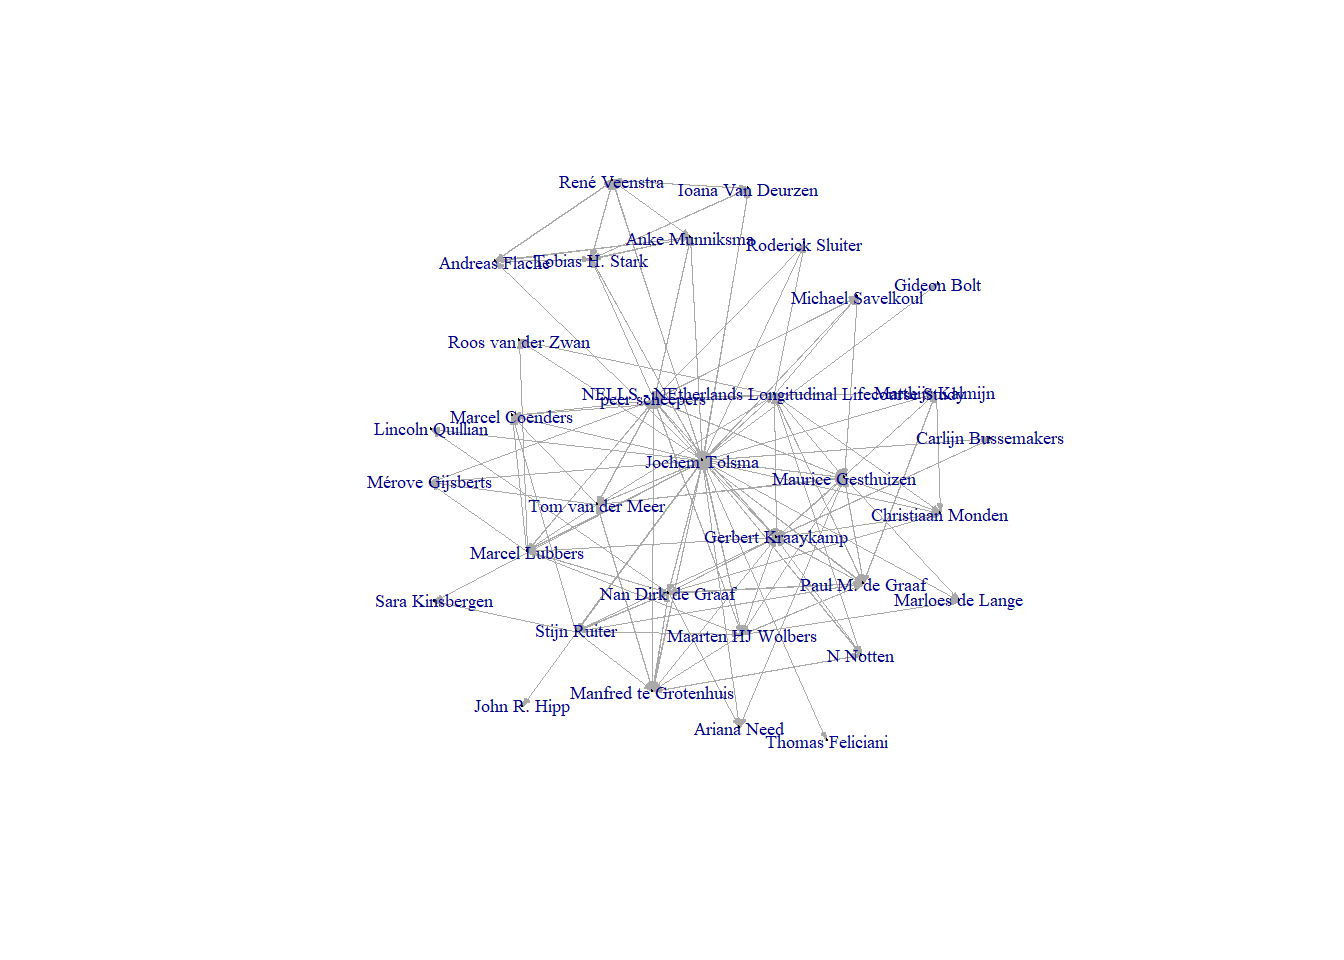 René Veenstra
Ioana Van Deurzen
Anke Munniksma
Roderick Sluiter
Andreas Flache
Tobias H. Stark
Gideon Bolt
Michael Savelkoul
Roos van der Zwan
NELLS - NEtherlands Longitudinal Lifecourse Study
Matthijs Kalmijn
peer scheepers
Marcel Coenders
Lincoln Quillian
Carlijn Bussemakers
Jochem Tolsma
Maurice Gesthuizen
Mérove Gijsberts
Tom van der Meer
Christiaan Monden
Gerbert Kraaykamp
Marcel Lubbers
Paul M. de Graaf
Nan Dirk de Graaf
Sara Kinsbergen
Marloes de Lange
Stijn Ruiter
Maarten HJ Wolbers
N Notten
Manfred te Grotenhuis
John R. Hipp
Ariana Need
Thomas Feliciani